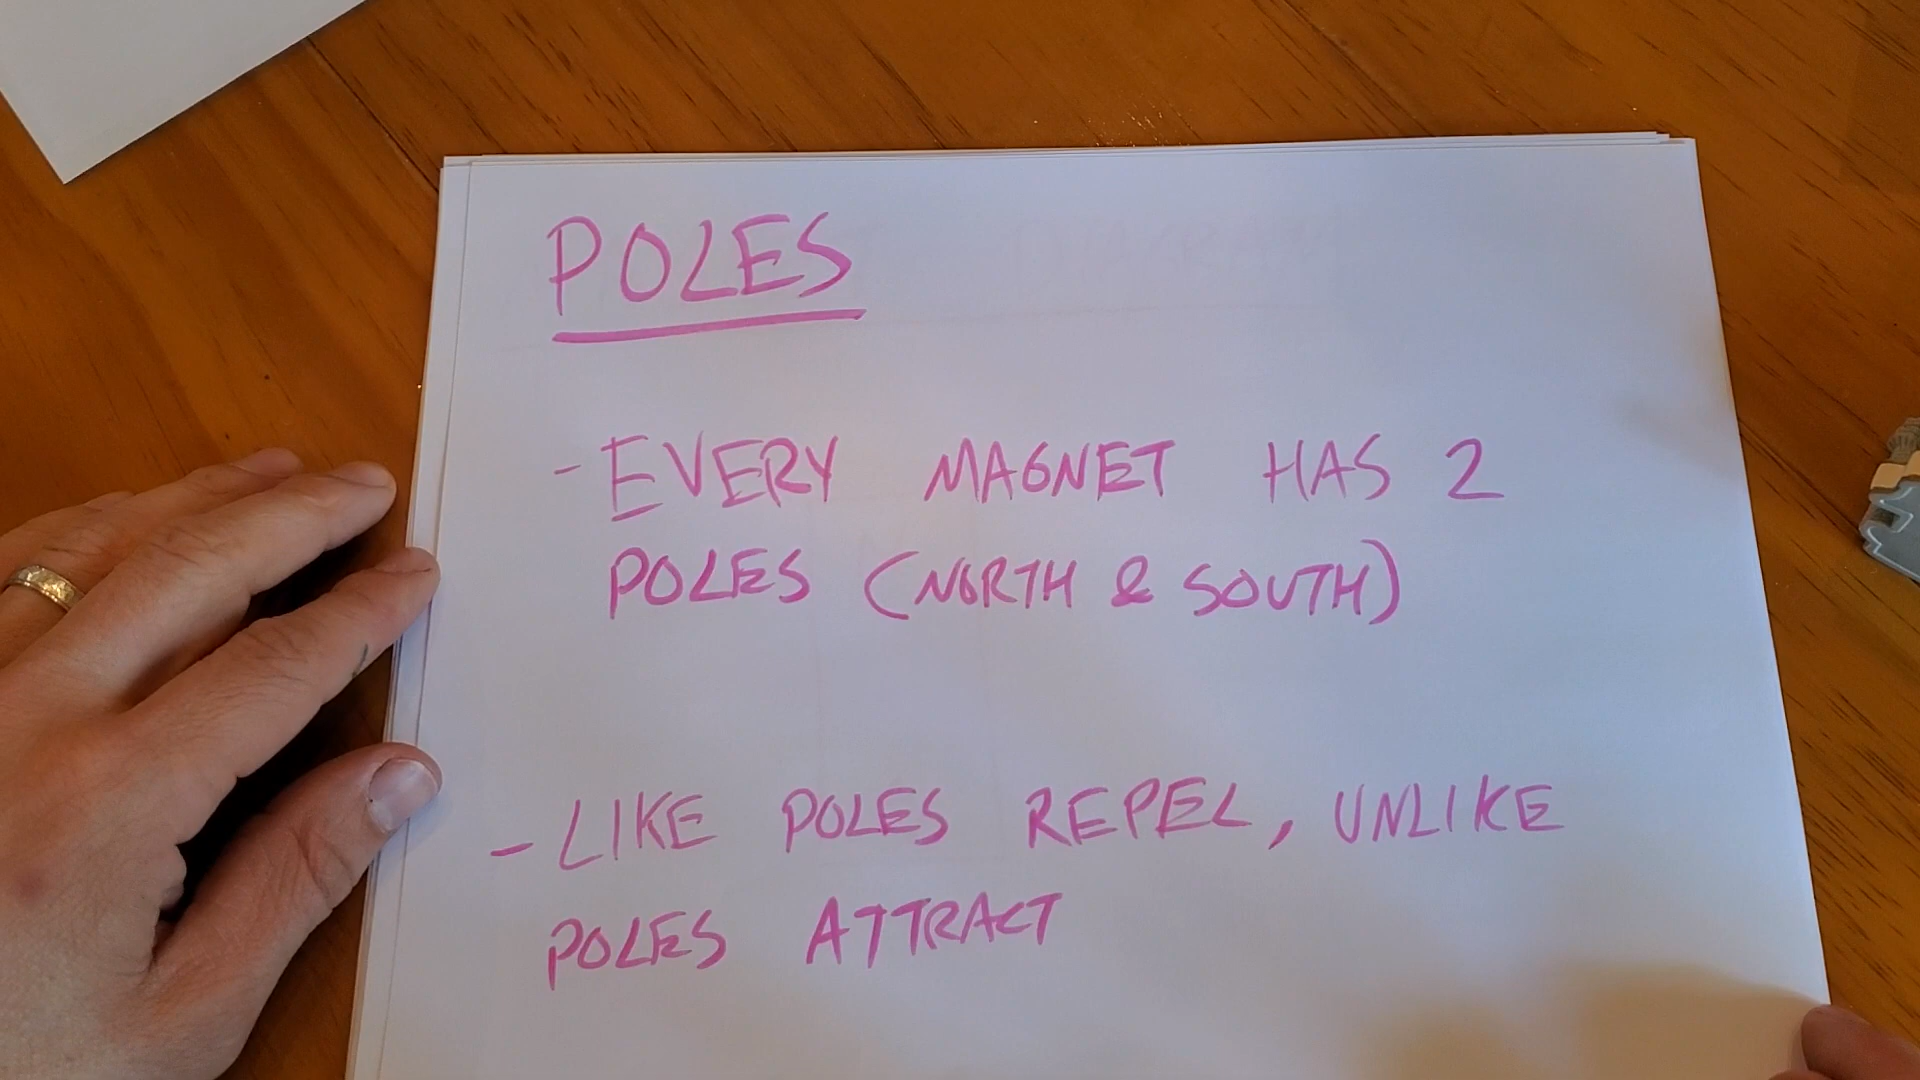 POLES
- EVERY MAGNET HAS 2
POLES (NORTH & SOUTH)
- LIKE POLES REPEL, UNLIKE
POLES ATTRACT